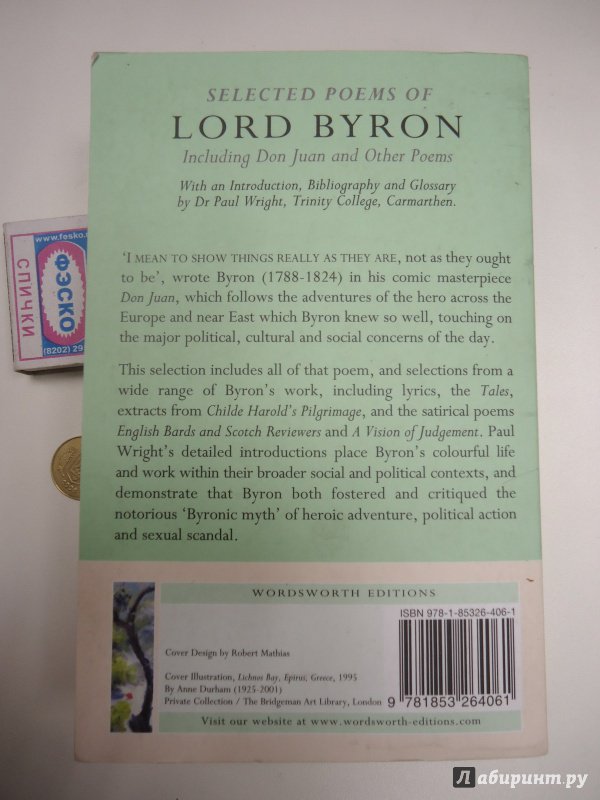 SELECTED POEMS OF
LORD BYRON
Including Don Juan and Other Poems
With an Introduction, Bibliography and Glossary
by Dr Paul Wright, Trinity College, Carmarthen.
'I MEAN TO SHOW THINGS REALLY AS THEY ARE, not as they ought
to be', wrote Byron (1788-1824) in his comic masterpiece
Don Juan, which follows the adventures of the hero across the
Europe and near East which Byron knew so well, touching on
the major political, cultural and social concerns of the day.
This selection includes all of that poem, and selections from a
wide range of Byron's work, including lyrics, the Tales,
extracts from Childe Harold's Pilgrimage, and the satirical poems
English Bards and Scotch Reviewers and A Vision of Judgement. Paul
Wright's detailed introductions place Byron's colourful life
and work within their broader social and political contexts, and
demonstrate that Byron both fostered and critiqued the
notorious 'Byronic myth' of heroic adventure, political action
and sexual scandal.
WORDSWORTH EDITIONS
ISBN 978-1-85326-406-1
Cover Design by Robert Mathias
Cover Illustration, Lichnos Bay, Epirus, Greece, 1995
By Anne Durham (1925-2001)
Private Collection / The Bridgeman Art Library, London
9 781853 264061
Visit our website at www.wordsworth-editions.com
www.fesko.
СПИЧКИ
ФЭСКО
(8202) 29
Лабиринт.ру